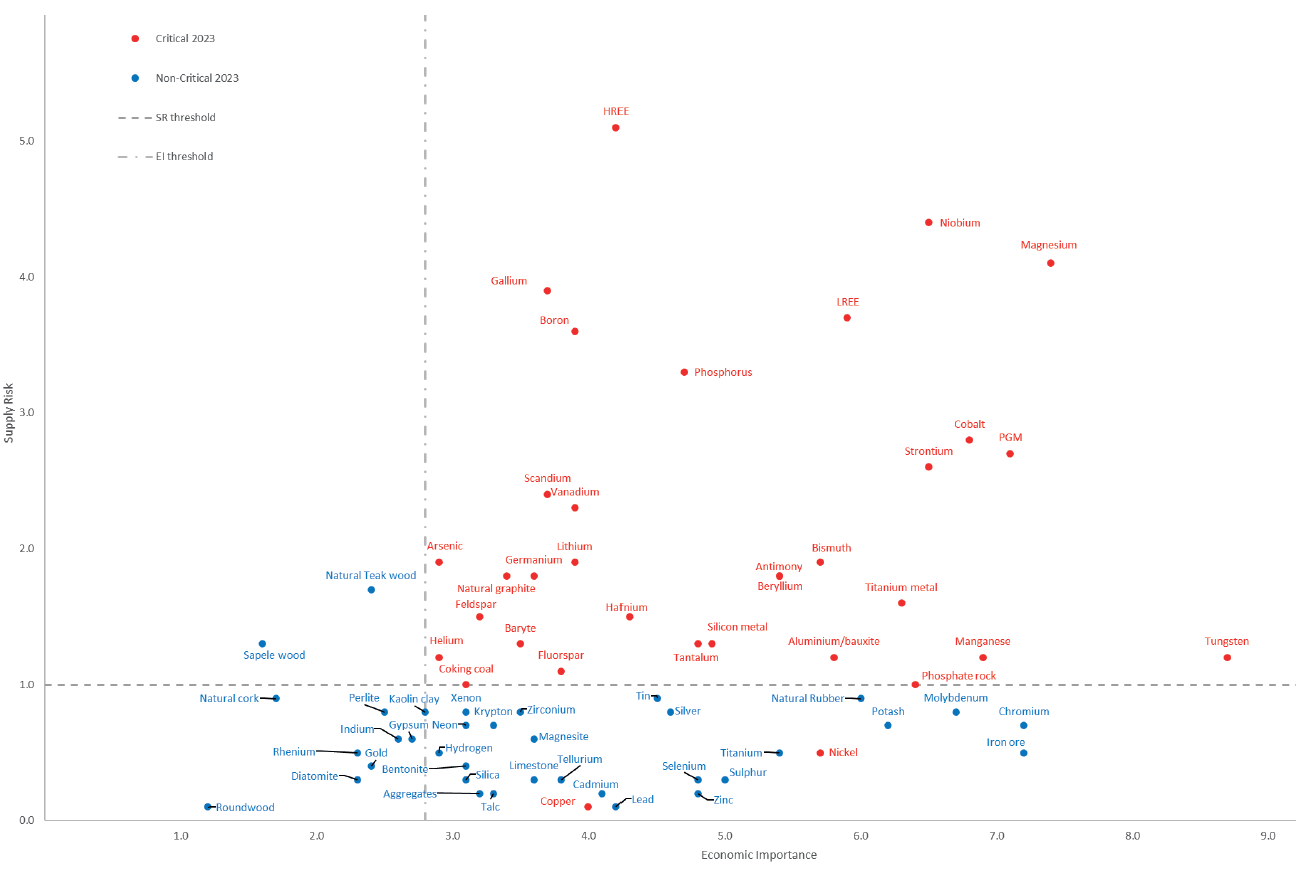 Critical 2023
Non-Critical 2023
SR threshold
EI threshold
HREE
5.0
Niobium
Magnesium
4.0
Gallium
LREE
Boron
Phosphorus
Supply Risk
3.0
Cobalt
PGM
Strontium
Scandium
Vanadium
2.0
Arsenic
Lithium
Bismuth
Germanium
Antimony
Natural Teak wood
Natural graphite
Beryllium
Titanium metal
Feldspar
Hafnium
Baryte
Silicon metal
Helium
Aluminium/bauxite
Manganese
Tungsten
Sapele wood
Fluorspar
Tantalum
Coking coal
Phosphate rock
1.0
Natural cork
Perlite
Kaolin clay
Xenon
Tin
Natural Rubber
Molybdenum
Krypton
Zirconium
Silver
Potash
Chromium
Indium
Gypsum
Neon
Magnesite
Iron ore
Rhenium
Gold
Hydrogen
Titanium
Nickel
Tellurium
Bentonite
Limestone
Selenium
Diatomite
Silica
Sulphur
Cadmium
Aggregates
Talc
Copper
Lead
Zinc
Roundwood
0.0
1.0
2.0
3.0
4.0
5.0
6.0
7.0
8.0
9.0
Economic Importance